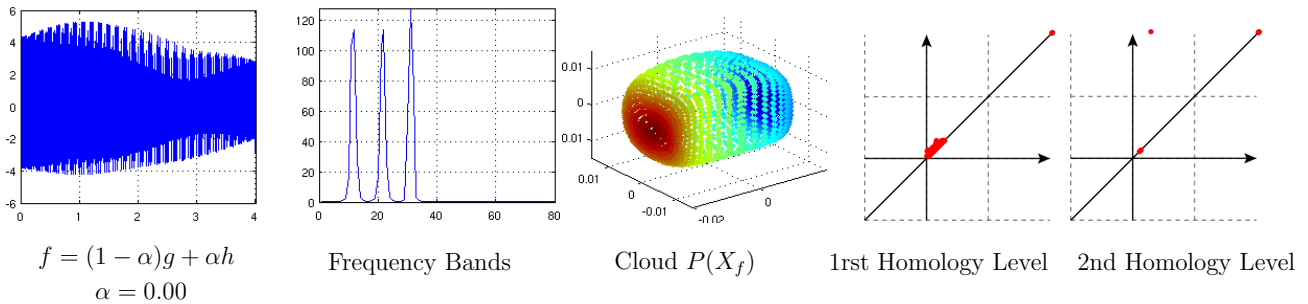 6
4
2
0
-2
-4
-6
0 1 2 3 4
120
100
80
60
40
20
0
0 20 40 60 80
0.01
0
0.01
0.01
0
-0.01
-0.02
0
f = (1 − α)g + αh
α = 0.00
Frequency Bands
Cloud P(X_f)
1rst Homology Level
2nd Homology Level